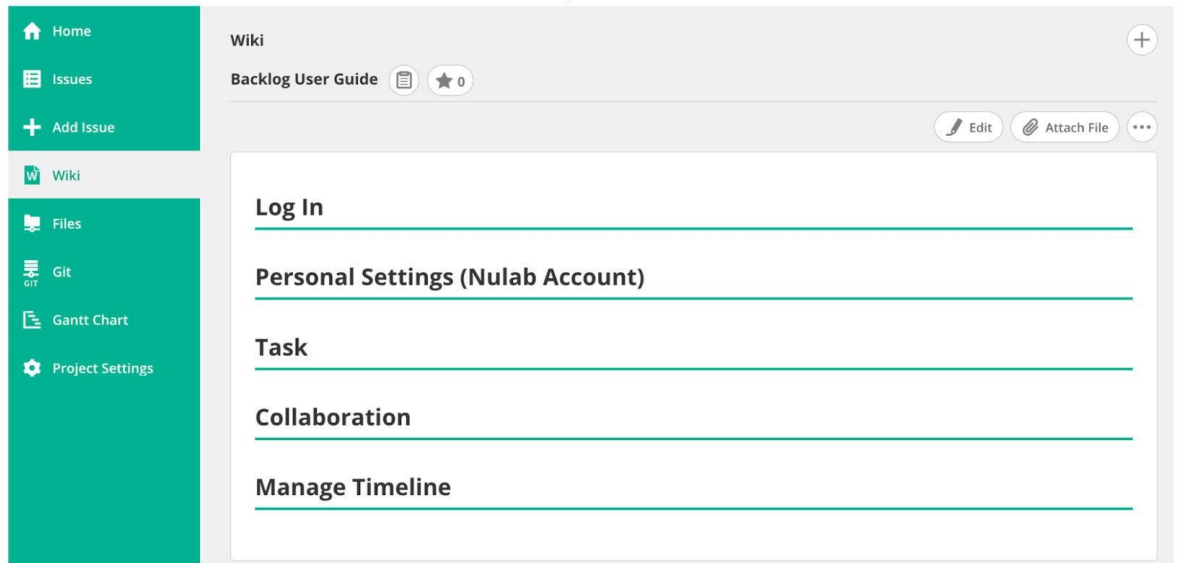 Home
Issues
Add Issue
W Wiki
Files
GIT Git
Gantt Chart
Project Settings
Wiki
Backlog User Guide 0
Edit Attach File
Log In
Personal Settings (Nulab Account)
Task
Collaboration
Manage Timeline